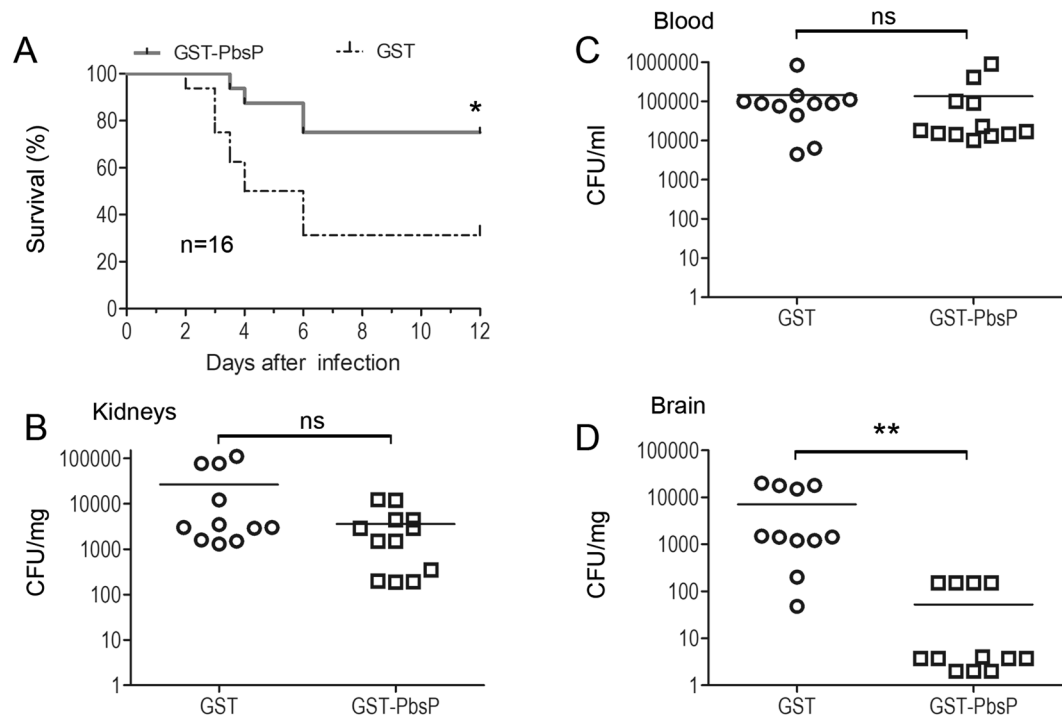 A
GST-PbsP
GST
100
80
60
40
20
0
Survival (%)
*
n=16
0 2 4 6 8 10 12
Days after infection
B
Kidneys
ns
100000
10000
1000
100
10
1
CFU/mg
GST GST-PbsP
C
Blood
ns
1000000
100000
10000
1000
100
10
1
CFU/ml
GST GST-PbsP
D
Brain
**
100000
10000
1000
100
10
1
CFU/mg
GST GST-PbsP